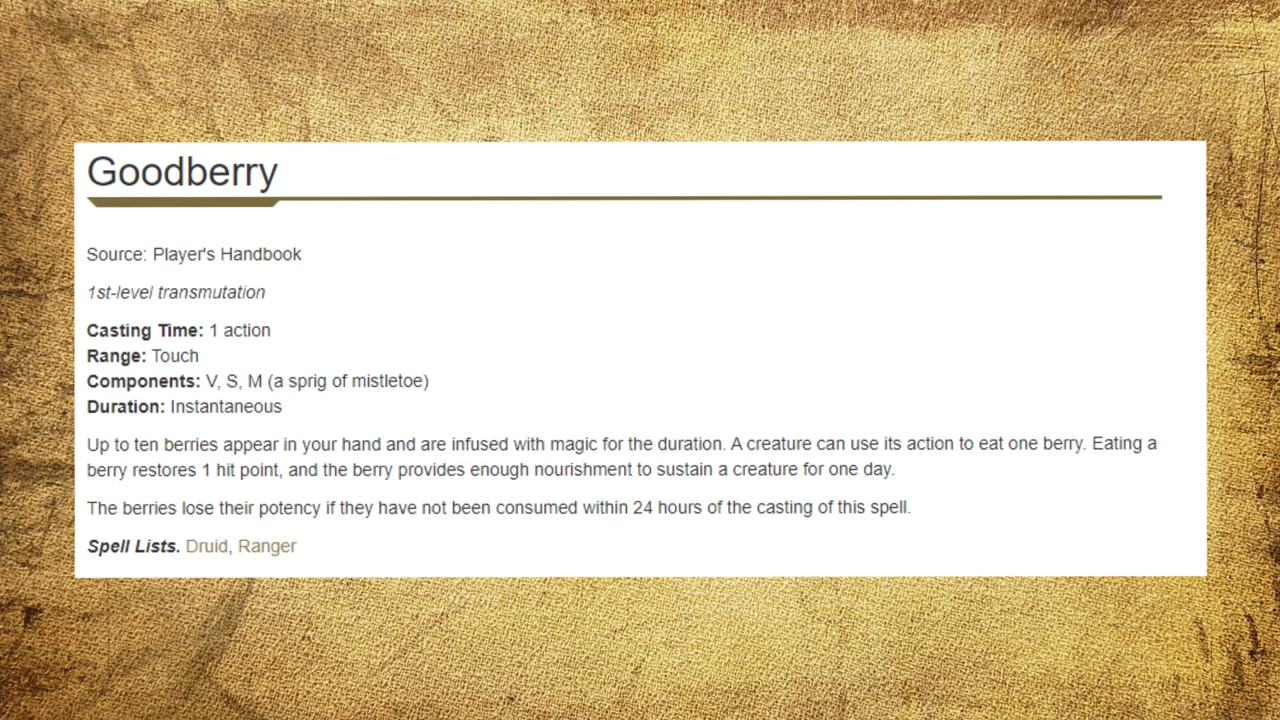 Goodberry
Source: Player's Handbook
1st-level transmutation
Casting Time: 1 action
Range: Touch
Components: V, S, M (a sprig of mistletoe)
Duration: Instantaneous
Up to ten berries appear in your hand and are infused with magic for the duration. A creature can use its action to eat one berry. Eating a
berry restores 1 hit point, and the berry provides enough nourishment to sustain a creature for one day.
The berries lose their potency if they have not been consumed within 24 hours of the casting of this spell.
Spell Lists. Druid, Ranger